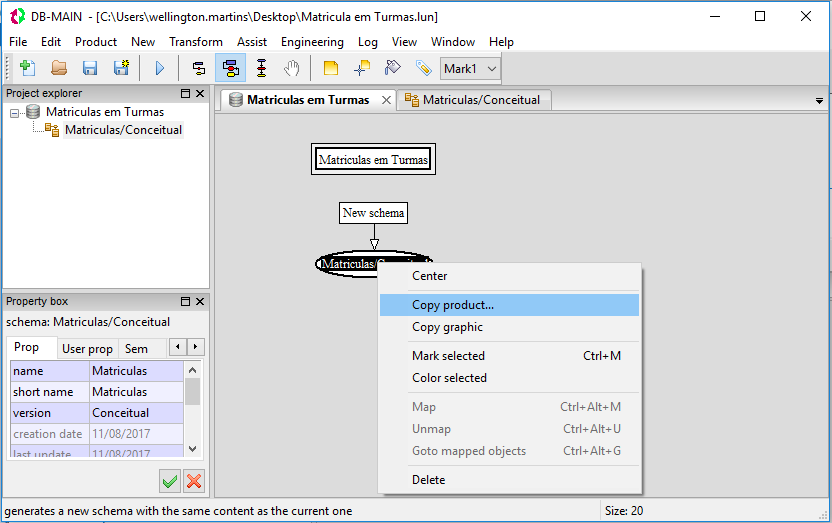 DB-MAIN - [C:\Users\wellington.martins\Desktop\Matricula em Turmas.lun]
File Edit Product New Transform Assist Engineering Log View Window Help
Mark1
Project explorer
Matriculas em Turmas
Matriculas/Conceitual
Matriculas em Turmas Matriculas/Conceitual
Matriculas em Turmas
New schema
Matriculas/Conceitual
Center
Copy product...
Copy graphic
Mark selected Ctrl+M
Color selected
Map Ctrl+Alt+M
Unmap Ctrl+Alt+U
Goto mapped objects Ctrl+Alt+G
Delete
Property box
schema: Matriculas/Conceitual
Prop User prop Sem
name Matriculas
short name Matriculas
version Conceitual
creation date 11/08/2017
last update 11/08/2017
generates a new schema with the same content as the current one
Size: 20